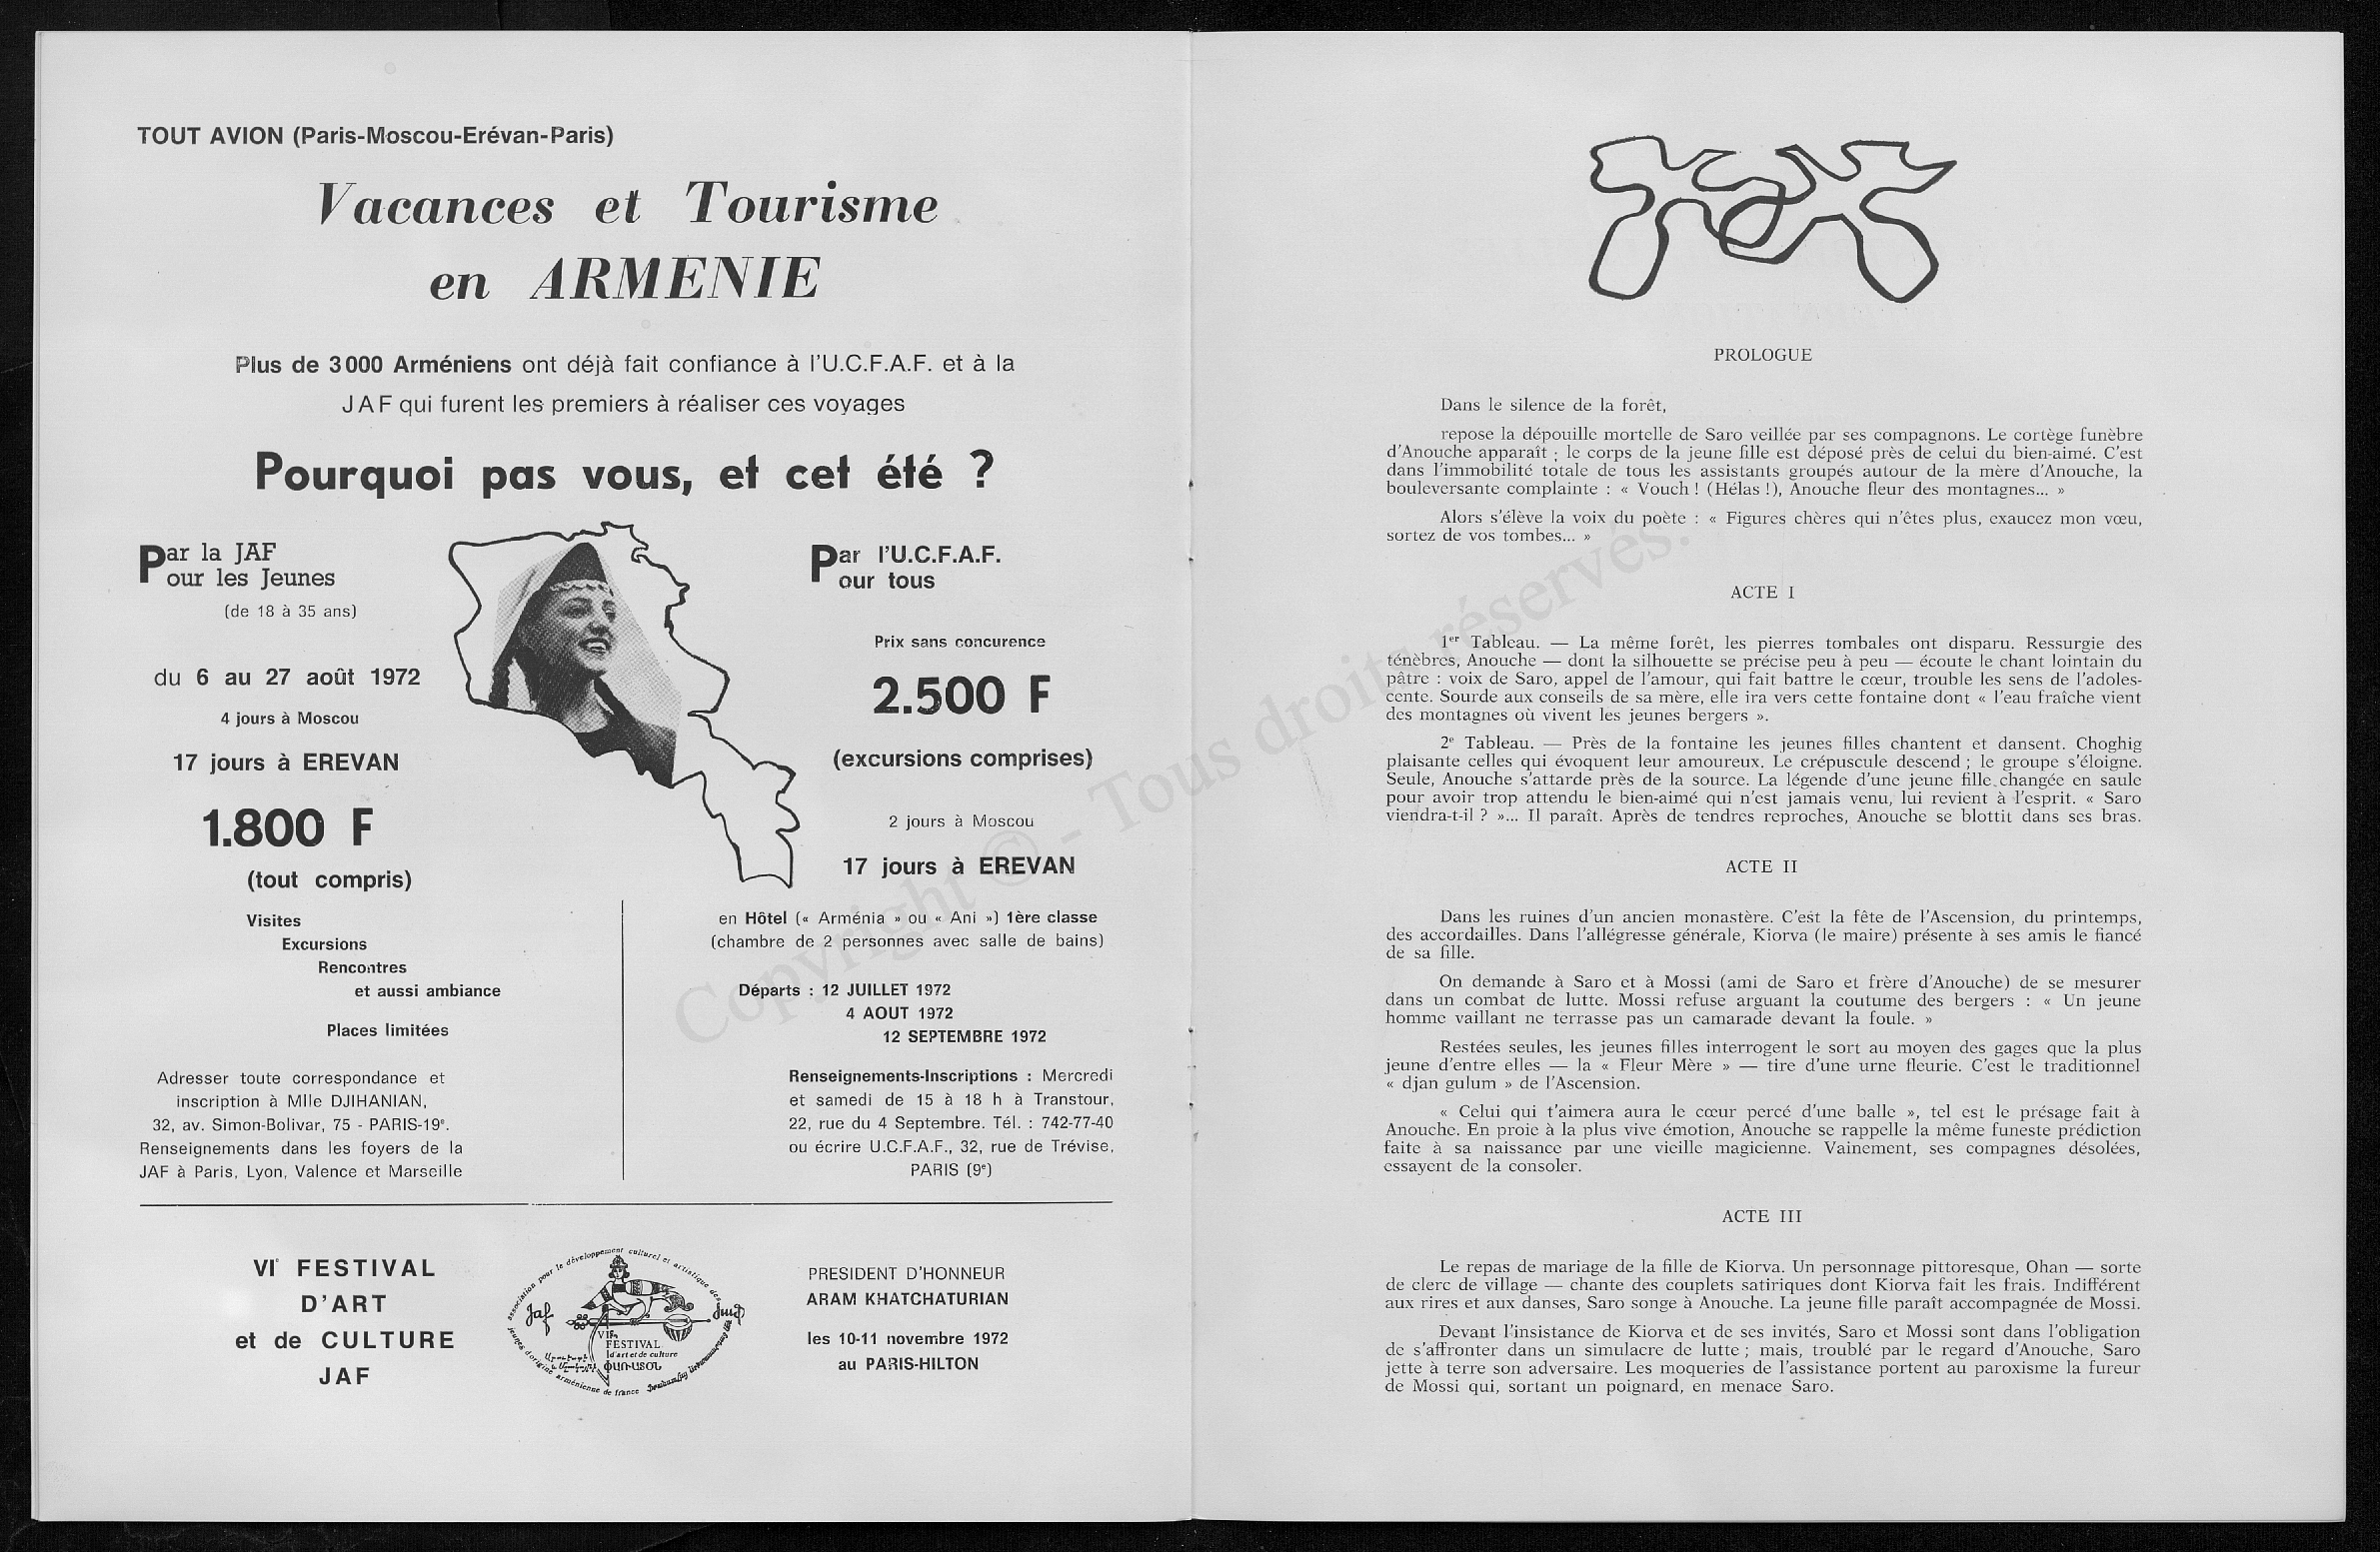 TOUT AVION (Paris-Moscou-Erévan-Paris)
Vacances et Tourisme
en ARMENIE
Plus de 3000 Arméniens ont déjà fait confiance à l'U.C.F.A.F. et à la
JAF qui furent les premiers à réaliser ces voyages
Pourquoi pas vous, et cet été ?
Par la JAF
Pour les Jeunes
(de 18 à 35 ans)
du 6 au 27 août 1972
4 jours à Moscou
17 jours à EREVAN
1.800 F
(tout compris)
Visites
Excursions
Rencontres
et aussi ambiance
Places limitées
Adresser toute correspondance et
inscription à Mlle DJIHANIAN,
32, av. Simon-Bolivar, 75 - PARIS-19e.
Renseignements dans les foyers de la
JAF à Paris, Lyon, Valence et Marseille
Par l'U.C.F.A.F.
Pour tous
Prix sans concurence
2.500 F
(excursions comprises)
2 jours à Moscou
17 jours à EREVAN
en Hôtel (« Arménia » ou « Ani ») 1ère classe
(chambre de 2 personnes avec salle de bains)
Départs : 12 JUILLET 1972
4 AOUT 1972
12 SEPTEMBRE 1972
Renseignements-Inscriptions : Mercredi
et samedi de 15 à 18 h à Transtour,
22, rue du 4 Septembre. Tél. : 742-77-40
ou écrire U.C.F.A.F., 32, rue de Trévise,
PARIS (9e)
VIe FESTIVAL
D'ART
et de CULTURE
JAF
association pour le développement culturel et artistique des
jeunes d'origine arménienne de france
Jaf
VIe
FESTIVAL
d'art et de culture
ՓԱՌԱՏՕՆ
PRESIDENT D'HONNEUR
ARAM KHATCHATURIAN
les 10-11 novembre 1972
au PARIS-HILTON
PROLOGUE
Dans le silence de la forêt,
repose la dépouille mortelle de Saro veillée par ses compagnons. Le cortège funèbre
d'Anouche apparaît ; le corps de la jeune fille est déposé près de celui du bien-aimé. C'est
dans l'immobilité totale de tous les assistants groupés autour de la mère d'Anouche, la
bouleversante complainte : « Vouch ! (Hélas !), Anouche fleur des montagnes... »
Alors s'élève la voix du poète : « Figures chères qui n'êtes plus, exaucez mon vœu,
sortez de vos tombes... »
ACTE I
1er Tableau. — La même forêt, les pierres tombales ont disparu. Ressurgie des
ténèbres, Anouche — dont la silhouette se précise peu à peu — écoute le chant lointain du
pâtre : voix de Saro, appel de l'amour, qui fait battre le cœur, trouble les sens de l'adoles-
cente. Sourde aux conseils de sa mère, elle ira vers cette fontaine dont « l'eau fraîche vient
des montagnes où vivent les jeunes bergers ».
2e Tableau. — Près de la fontaine les jeunes filles chantent et dansent. Choghig
plaisante celles qui évoquent leur amoureux. Le crépuscule descend ; le groupe s'éloigne.
Seule, Anouche s'attarde près de la source. La légende d'une jeune fille changée en saule
pour avoir trop attendu le bien-aimé qui n'est jamais venu, lui revient à l'esprit. « Saro
viendra-t-il ? »... Il paraît. Après de tendres reproches, Anouche se blottit dans ses bras.
ACTE II
Dans les ruines d'un ancien monastère. C'est la fête de l'Ascension, du printemps,
des accordailles. Dans l'allégresse générale, Kiorva (le maire) présente à ses amis le fiancé
de sa fille.
On demande à Saro et à Mossi (ami de Saro et frère d'Anouche) de se mesurer
dans un combat de lutte. Mossi refuse arguant la coutume des bergers : « Un jeune
homme vaillant ne terrasse pas un camarade devant la foule. »
Restées seules, les jeunes filles interrogent le sort au moyen des gages que la plus
jeune d'entre elles — la « Fleur Mère » — tire d'une urne fleurie. C'est le traditionnel
« djan gulum » de l'Ascension.
« Celui qui t'aimera aura le cœur percé d'une balle », tel est le présage fait à
Anouche. En proie à la plus vive émotion, Anouche se rappelle la même funeste prédiction
faite à sa naissance par une vieille magicienne. Vainement, ses compagnes désolées,
essayent de la consoler.
ACTE III
Le repas de mariage de la fille de Kiorva. Un personnage pittoresque, Ohan — sorte
de clerc de village — chante des couplets satiriques dont Kiorva fait les frais. Indifférent
aux rires et aux danses, Saro songe à Anouche. La jeune fille paraît accompagnée de Mossi.
Devant l'insistance de Kiorva et de ses invités, Saro et Mossi sont dans l'obligation
de s'affronter dans un simulacre de lutte ; mais, troublé par le regard d'Anouche, Saro
jette à terre son adversaire. Les moqueries de l'assistance portent au paroxisme la fureur
de Mossi qui, sortant un poignard, en menace Saro.
Copyright © - Tous droits réservés.